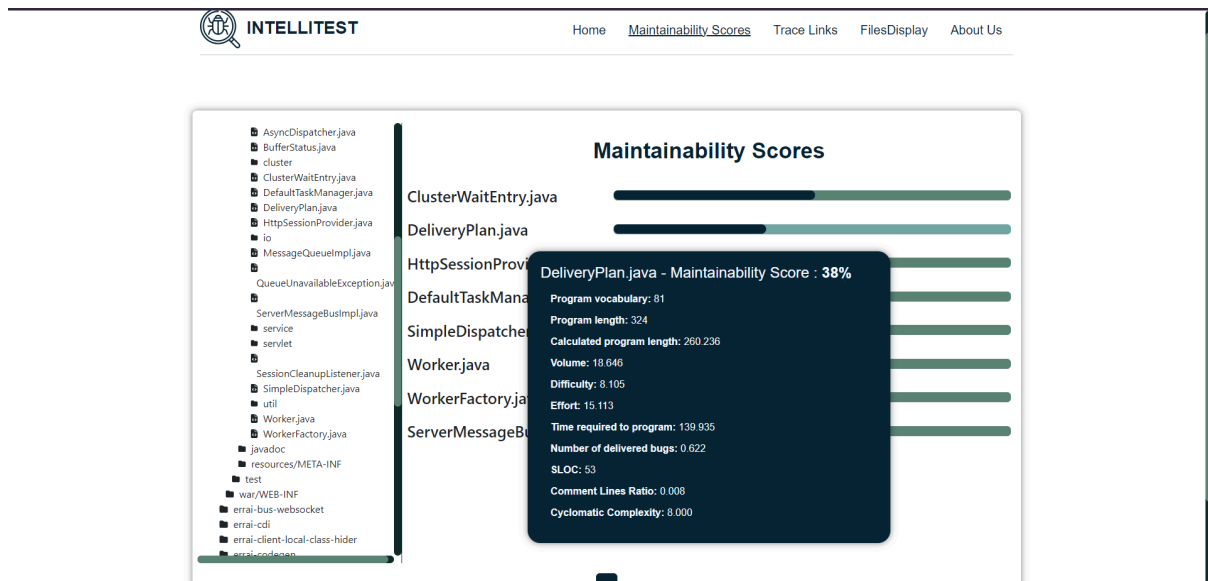 INTELLITEST
Home Maintainability Scores Trace Links FilesDisplay About Us
AsyncDispatcher.java
BufferStatus.java
cluster
ClusterWaitEntry.java
DefaultTaskManager.java
DeliveryPlan.java
HttpSessionProvider.java
io
MessageQueueImpl.java
QueueUnavailableException.jav
ServerMessageBusImpl.java
service
servlet
SessionCleanupListener.java
SimpleDispatcher.java
util
Worker.java
WorkerFactory.java
javadoc
resources/META-INF
test
war/WEB-INF
errai-bus-websocket
errai-cdi
errai-client-local-class-hider
errai-codegen
Maintainability Scores
ClusterWaitEntry.java
DeliveryPlan.java
HttpSessionProvi
DefaultTaskMana
SimpleDispatcher
Worker.java
WorkerFactory.ja
ServerMessageBu
DeliveryPlan.java - Maintainability Score : 38%
Program vocabulary: 81
Program length: 324
Calculated program length: 260.236
Volume: 18.646
Difficulty: 8.105
Effort: 15.113
Time required to program: 139.935
Number of delivered bugs: 0.622
SLOC: 53
Comment Lines Ratio: 0.008
Cyclomatic Complexity: 8.000